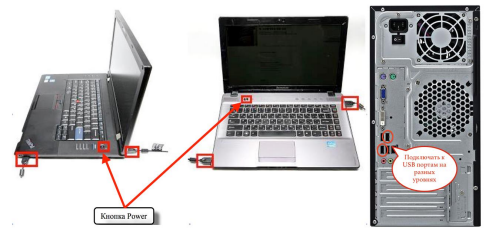 Кнопка Power
Подключать к
USB портам на
разных
уровнях